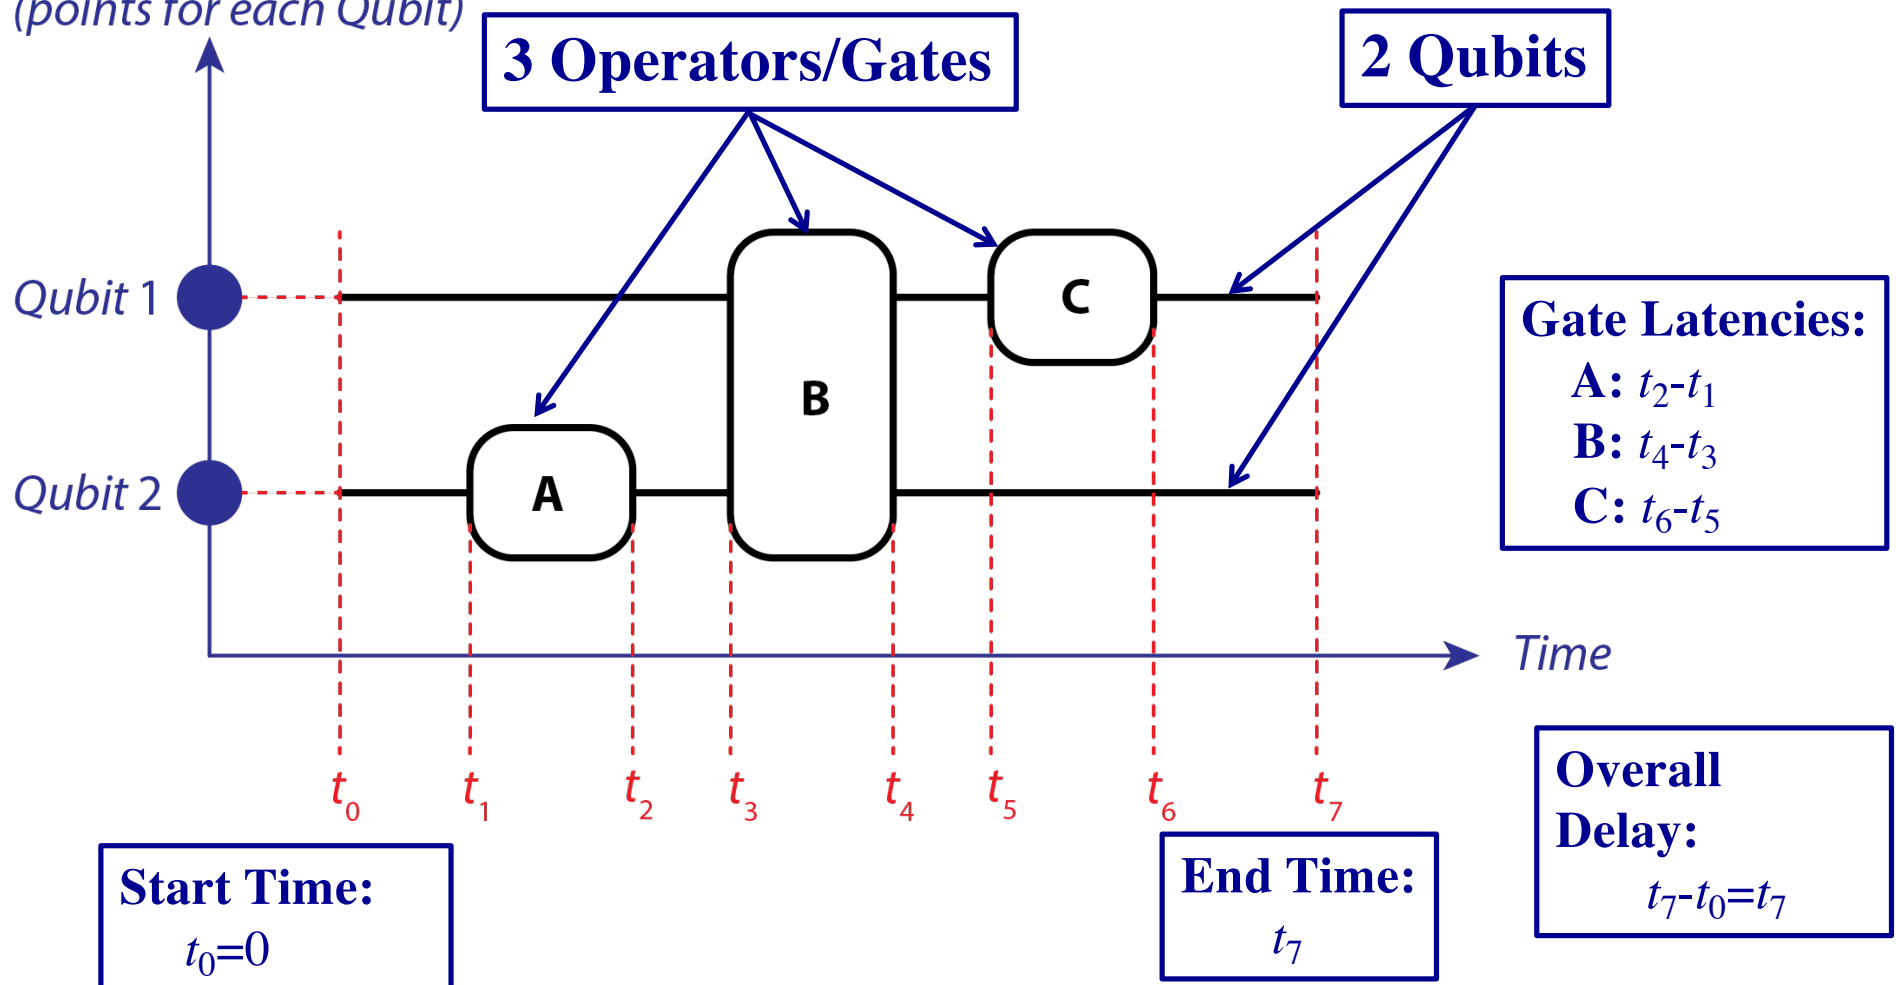 (points for each Qubit)
3 Operators/Gates
2 Qubits
Qubit 1
C
Gate Latencies:
A: t₂-t₁
B: t₄-t₃
C: t₆-t₅
B
Qubit 2
A
Time
t₀ t₁ t₂ t₃ t₄ t₅ t₆ t₇
Overall
Delay:
t₇-t₀=t₇
Start Time:
t₀=0
End Time:
t₇